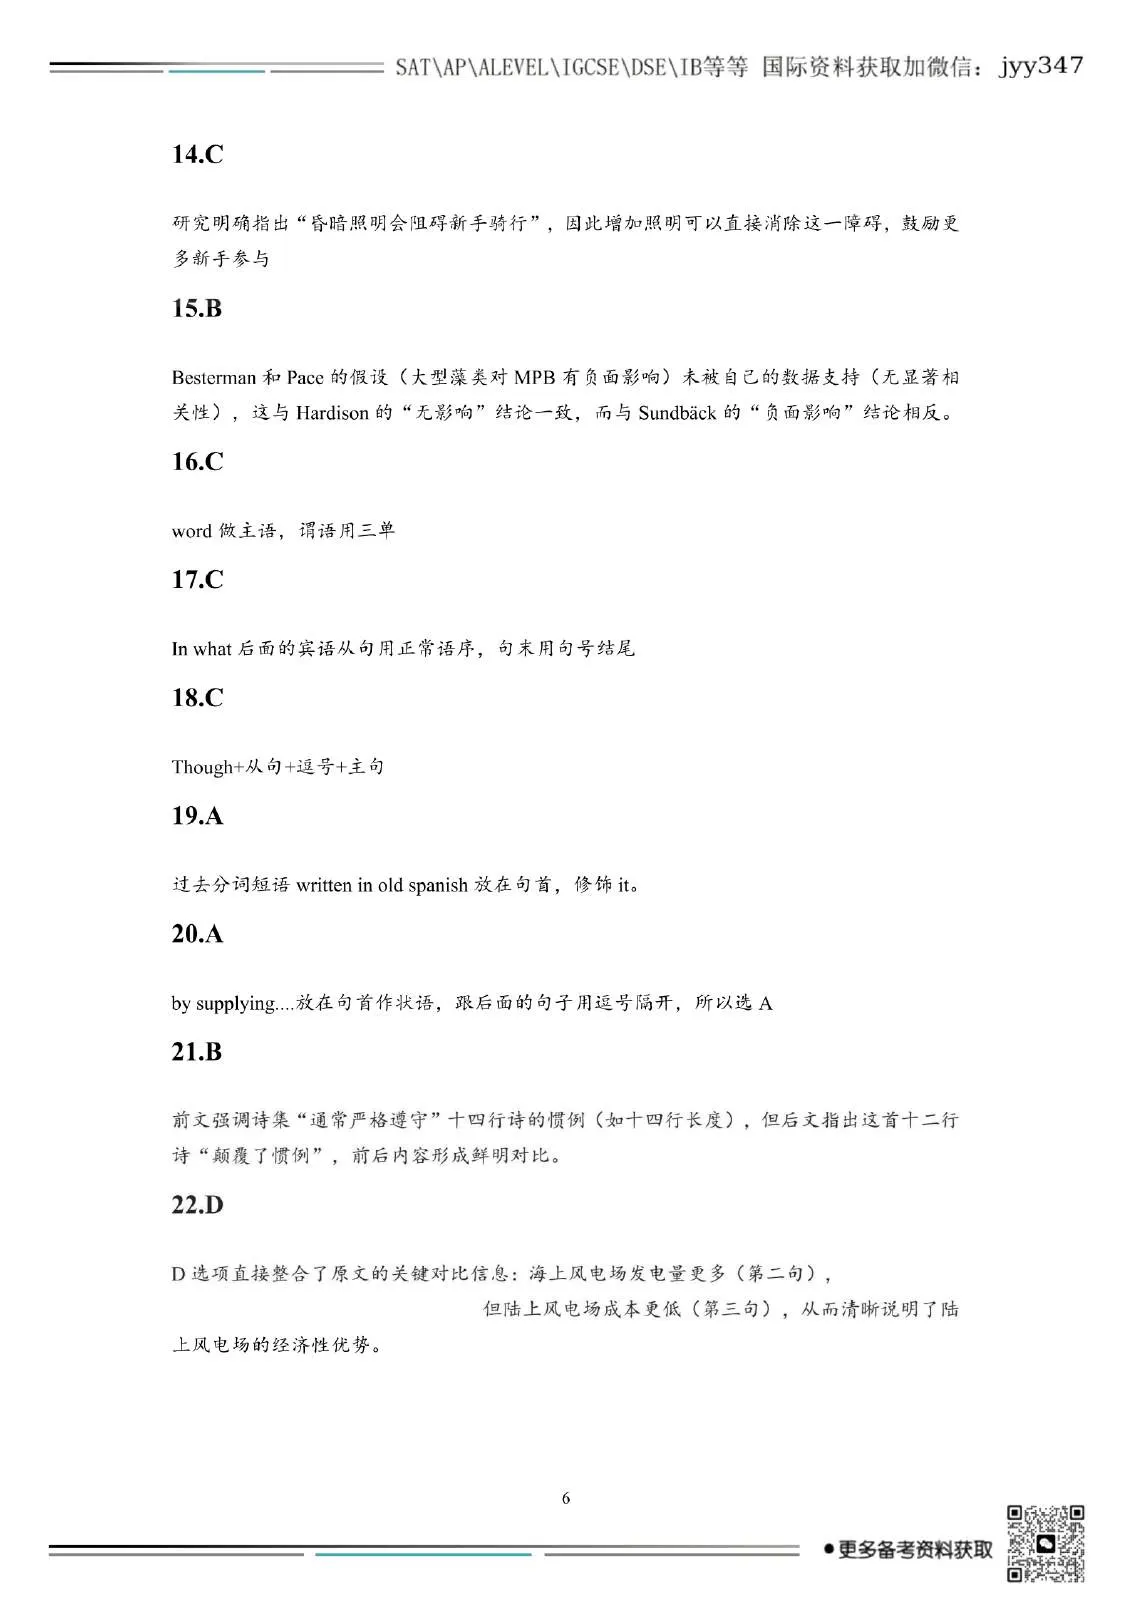 SAT\AP\ALEVEL\IGCSE\DSE\IB等等 国际资料获取加微信：jyy347
14.C
研究明确指出“昏暗照明会阻碍新手骑行”，因此增加照明可以直接消除这一障碍，鼓励更
多新手参与
15.B
Besterman 和 Pace 的假设（大型藻类对 MPB 有负面影响）未被自己的数据支持（无显著相
关性），这与 Hardison 的“无影响”结论一致，而与 Sundbäck 的“负面影响”结论相反。
16.C
word 做主语，谓语用三单
17.C
In what 后面的宾语从句用正常语序，句末用句号结尾
18.C
Though+从句+逗号+主句
19.A
过去分词短语 written in old spanish 放在句首，修饰 it。
20.A
by supplying....放在句首作状语，跟后面的句子用逗号隔开，所以选 A
21.B
前文强调诗集“通常严格遵守”十四行诗的惯例（如十四行长度），但后文指出这首十二行
诗“颠覆了惯例”，前后内容形成鲜明对比。
22.D
D 选项直接整合了原文的关键对比信息：海上风电场发电量更多（第二句），
但陆上风电场成本更低（第三句），从而清晰说明了陆
上风电场的经济性优势。
6
●更多备考资料获取